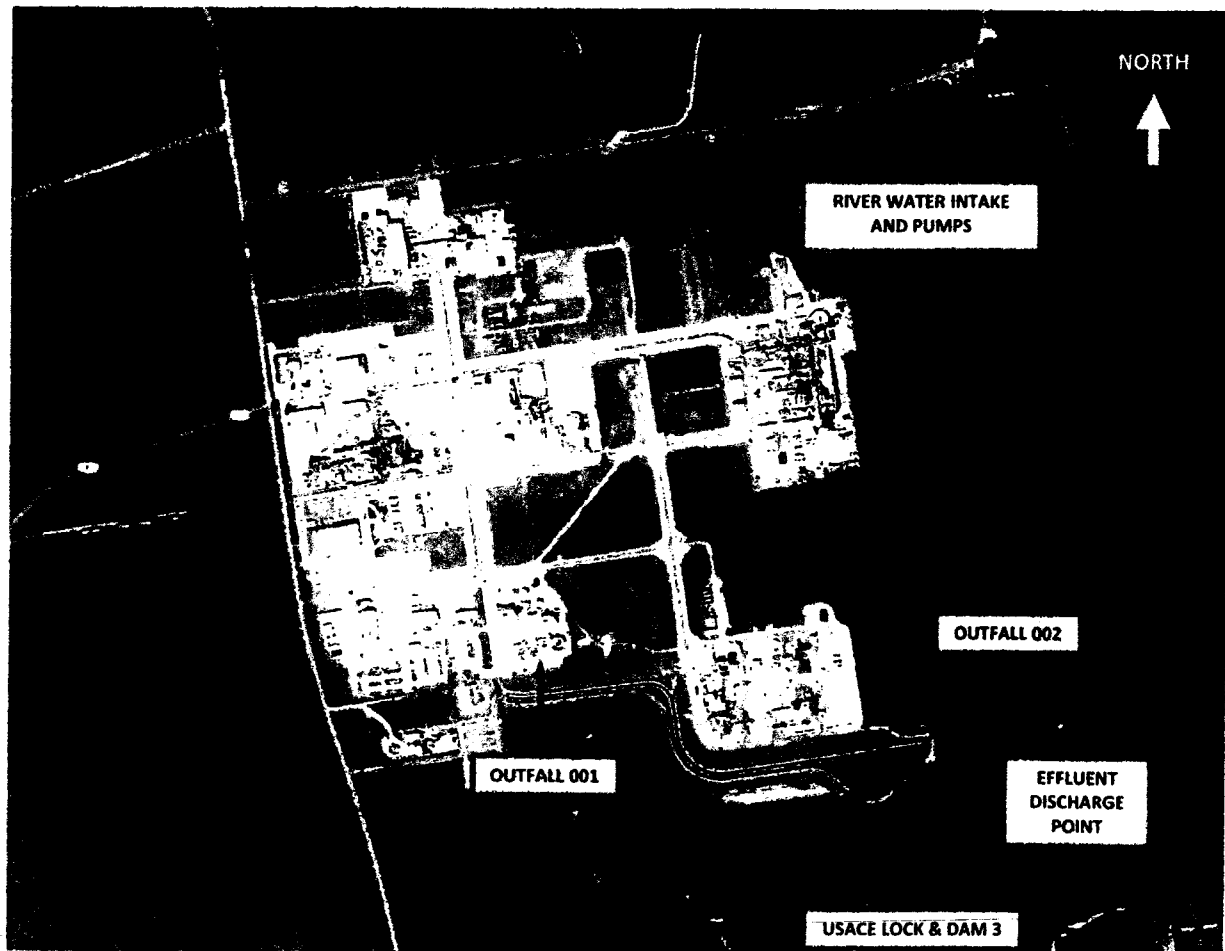 NORTH
RIVER WATER INTAKE
AND PUMPS
OUTFALL 002
OUTFALL 001
EFFLUENT
DISCHARGE
POINT
USACE LOCK & DAM 3